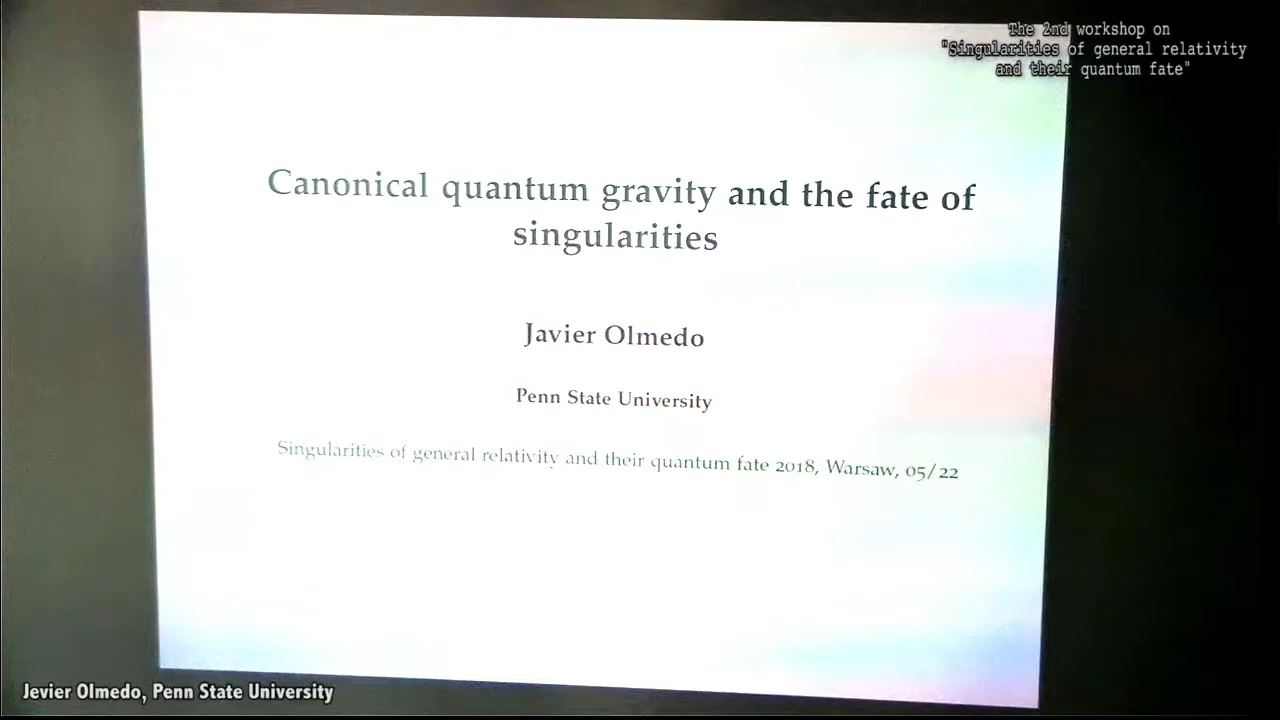 The 2nd workshop on
"Singularities of general relativity
and their quantum fate"
Canonical quantum gravity and the fate of
singularities
Javier Olmedo
Penn State University
Singularities of general relativity and their quantum fate 2018, Warsaw, 05/22
Jevier Olmedo, Penn State University